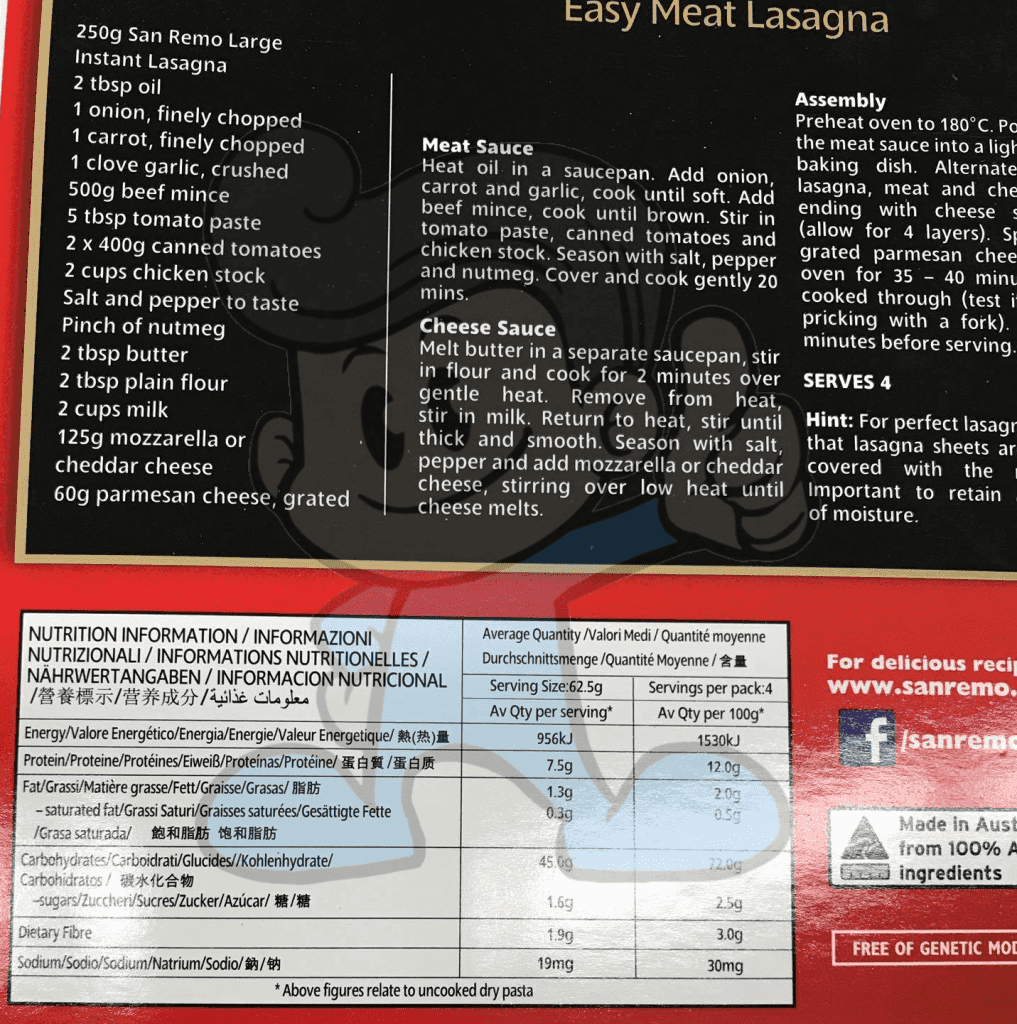 Easy Meat Lasagna
250g San Remo Large
Instant Lasagna
2 tbsp oil
1 onion, finely chopped
1 carrot, finely chopped
1 clove garlic, crushed
500g beef mince
5 tbsp tomato paste
2 x 400g canned tomatoes
2 cups chicken stock
Salt and pepper to taste
Pinch of nutmeg
2 tbsp butter
2 tbsp plain flour
2 cups milk
125g mozzarella or
cheddar cheese
60g parmesan cheese, grated
Meat Sauce
Heat oil in a saucepan. Add onion,
carrot and garlic, cook until soft. Add
beef mince, cook until brown. Stir in
tomato paste, canned tomatoes and
chicken stock. Season with salt, pepper
and nutmeg. Cover and cook gently 20
mins.
Cheese Sauce
Melt butter in a separate saucepan, stir
in flour and cook for 2 minutes over
gentle heat. Remove from heat,
stir in milk. Return to heat, stir until
thick and smooth. Season with salt,
pepper and add mozzarella or cheddar
cheese, stirring over low heat until
cheese melts.
Assembly
Preheat oven to 180°C. Po
the meat sauce into a ligh
baking dish. Alternate
lasagna, meat and che
ending with cheese s
(allow for 4 layers). Sp
grated parmesan chee
oven for 35 – 40 minu
cooked through (test i
pricking with a fork).
minutes before serving.
SERVES 4
Hint: For perfect lasagn
that lasagna sheets ar
covered with the
Important to retain
of moisture.
NUTRITION INFORMATION / INFORMAZIONI
NUTRIZIONALI / INFORMATIONS NUTRITIONELLES /
NÄHRWERTANGABEN / INFORMACION NUTRICIONAL
/營養標示/营养成分/معلومات غذائية
Average Quantity /Valori Medi / Quantité moyenne
Durchschnittsmenge /Quantité Moyenne / 含量
Serving Size:62.5g Servings per pack:4
Av Qty per serving* Av Qty per 100g*
Energy/Valore Energético/Energia/Energie/Valeur Energetique/ 熱(热)量 956kJ 1530kJ
Protein/Proteine/Protéines/Eiweiß/Proteínas/Protéine/ 蛋白質/蛋白质 7.5g 12.0g
Fat/Grassi/Matière grasse/Fett/Graisse/Grasas/ 脂肪 1.3g 2.0g
– saturated fat/Grassi Saturi/Graisses saturées/Gesättigte Fette 0.3g 0.5g
/Grasa saturada/ 飽和脂肪 饱和脂肪
Carbohydrates/Carboidrati/Glucides//Kohlenhydrate/ 45.0g 72.0g
Carbohidratos / 碳水化合物
–sugars/Zuccheri/Sucres/Zucker/Azúcar/ 糖/糖 1.6g 2.5g
Dietary Fibre 1.9g 3.0g
Sodium/Sodio/Sodium/Natrium/Sodio/ 鈉/钠 19mg 30mg
* Above figures relate to uncooked dry pasta
For delicious recip
www.sanremo.
f /sanremo
Made in Aust
from 100% A
ingredients
FREE OF GENETIC MOD